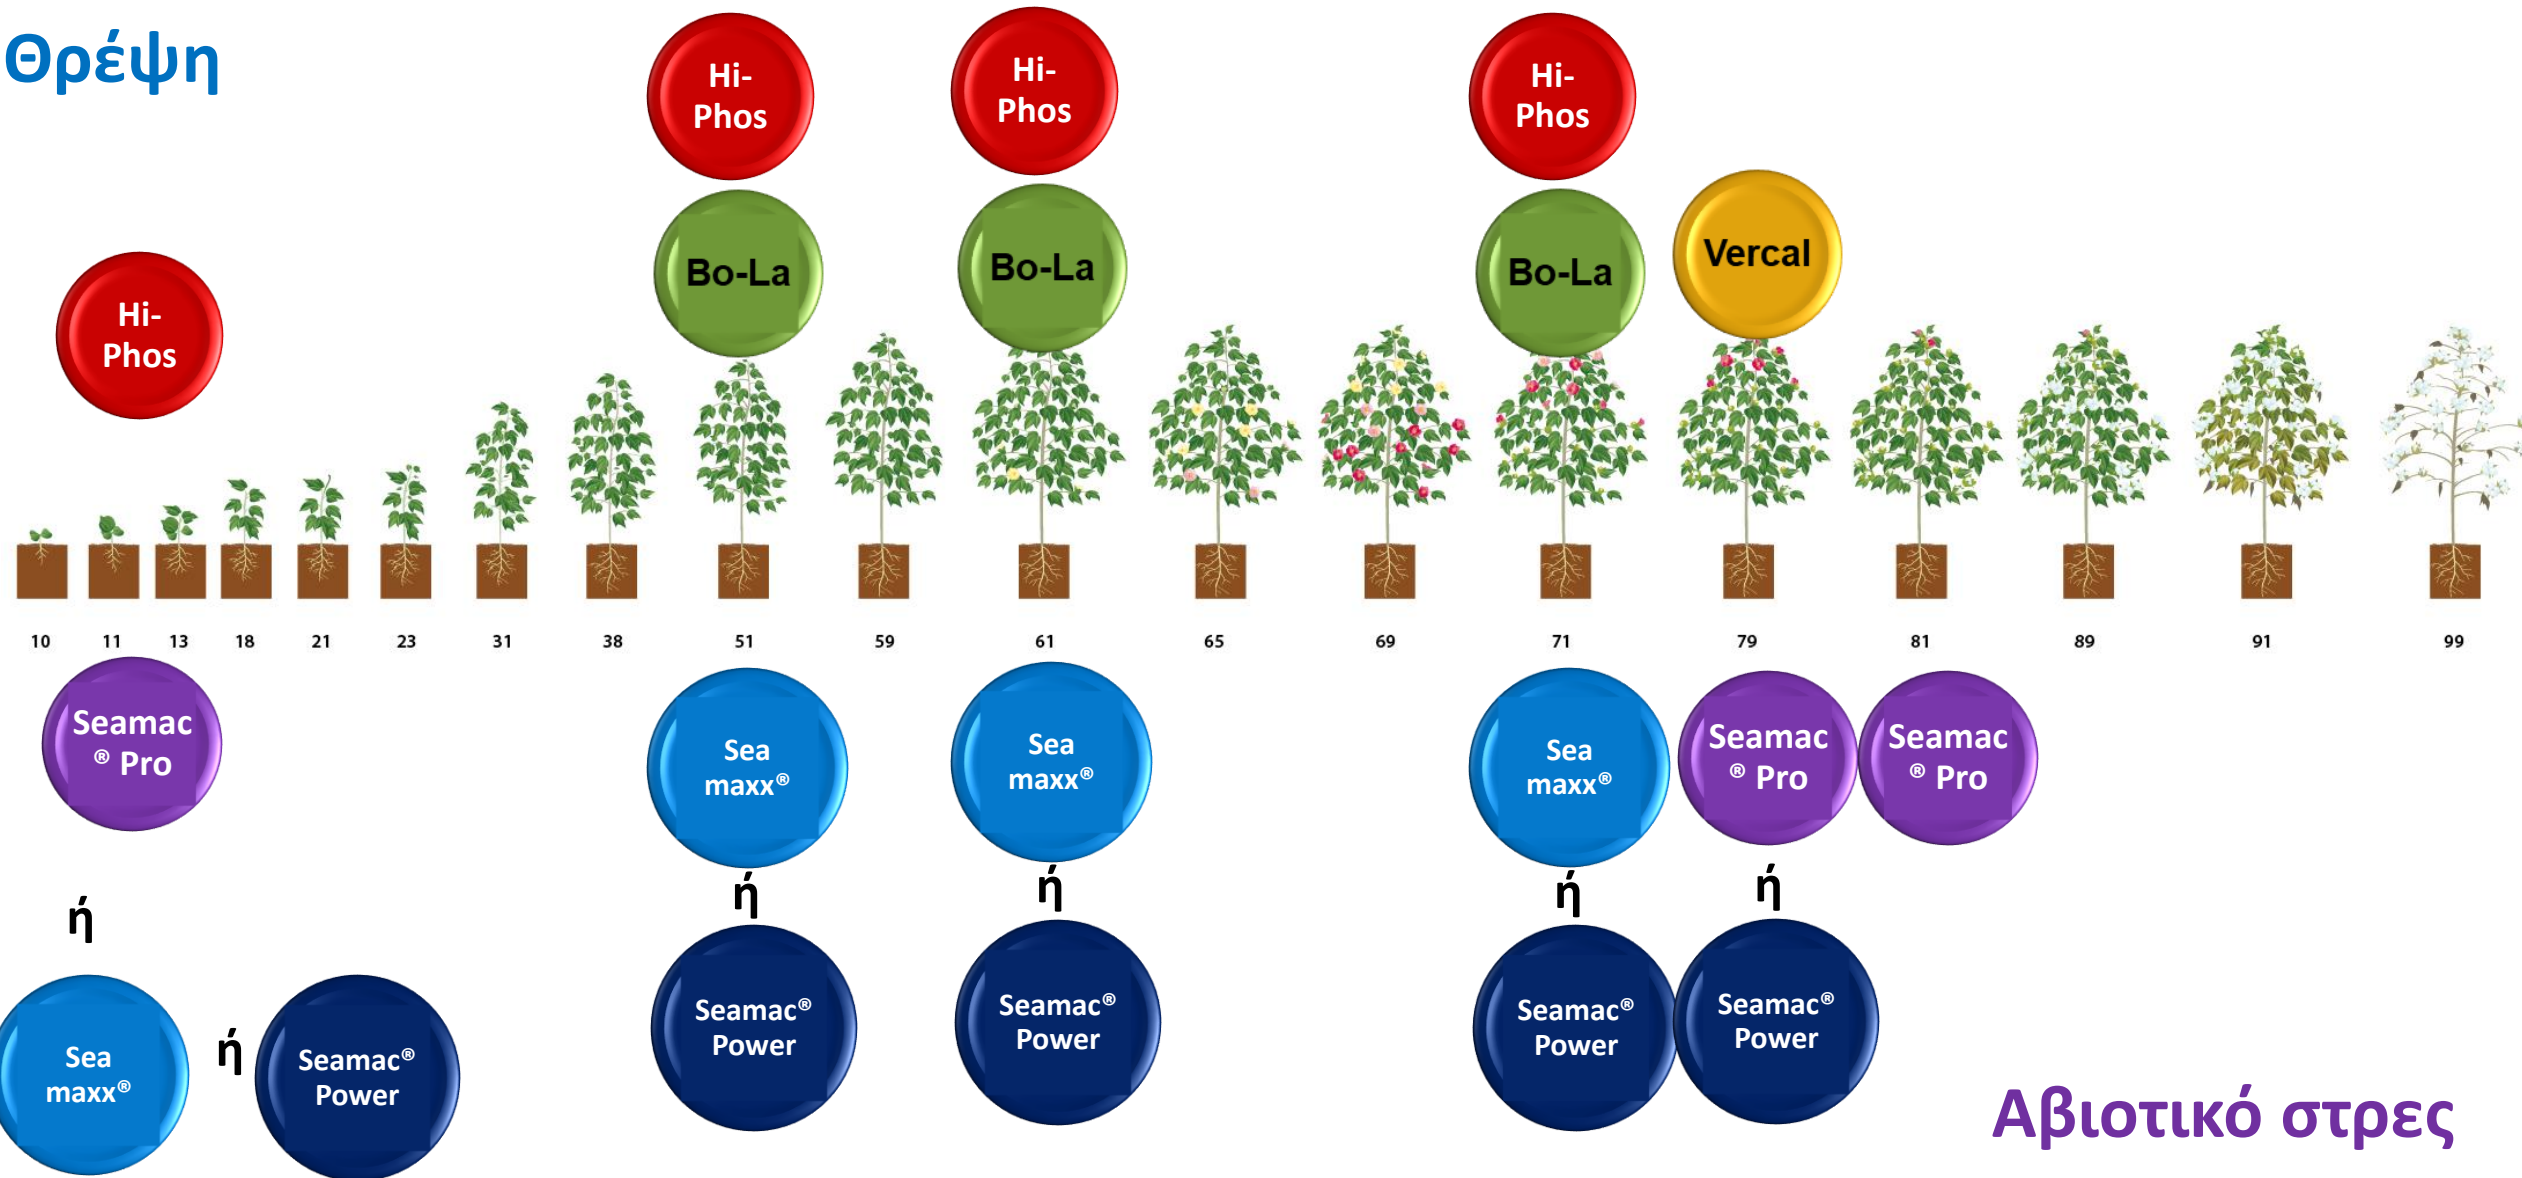 Θρέψη
Hi-
Phos
Hi-
Phos
Hi-
Phos
Bo-La
Bo-La
Bo-La
Vercal
Hi-
Phos
10 11 13 18 21 23 31 38 51 59 61 65 69 71 79 81 89 91 99
Seamac
® Pro
Sea
maxx®
Sea
maxx®
Sea
maxx®
Seamac
® Pro
Seamac
® Pro
ή
ή
ή
ή
ή
Sea
maxx®
ή
Seamac®
Power
Seamac®
Power
Seamac®
Power
Seamac®
Power
Seamac®
Power
Αβιοτικό στρες